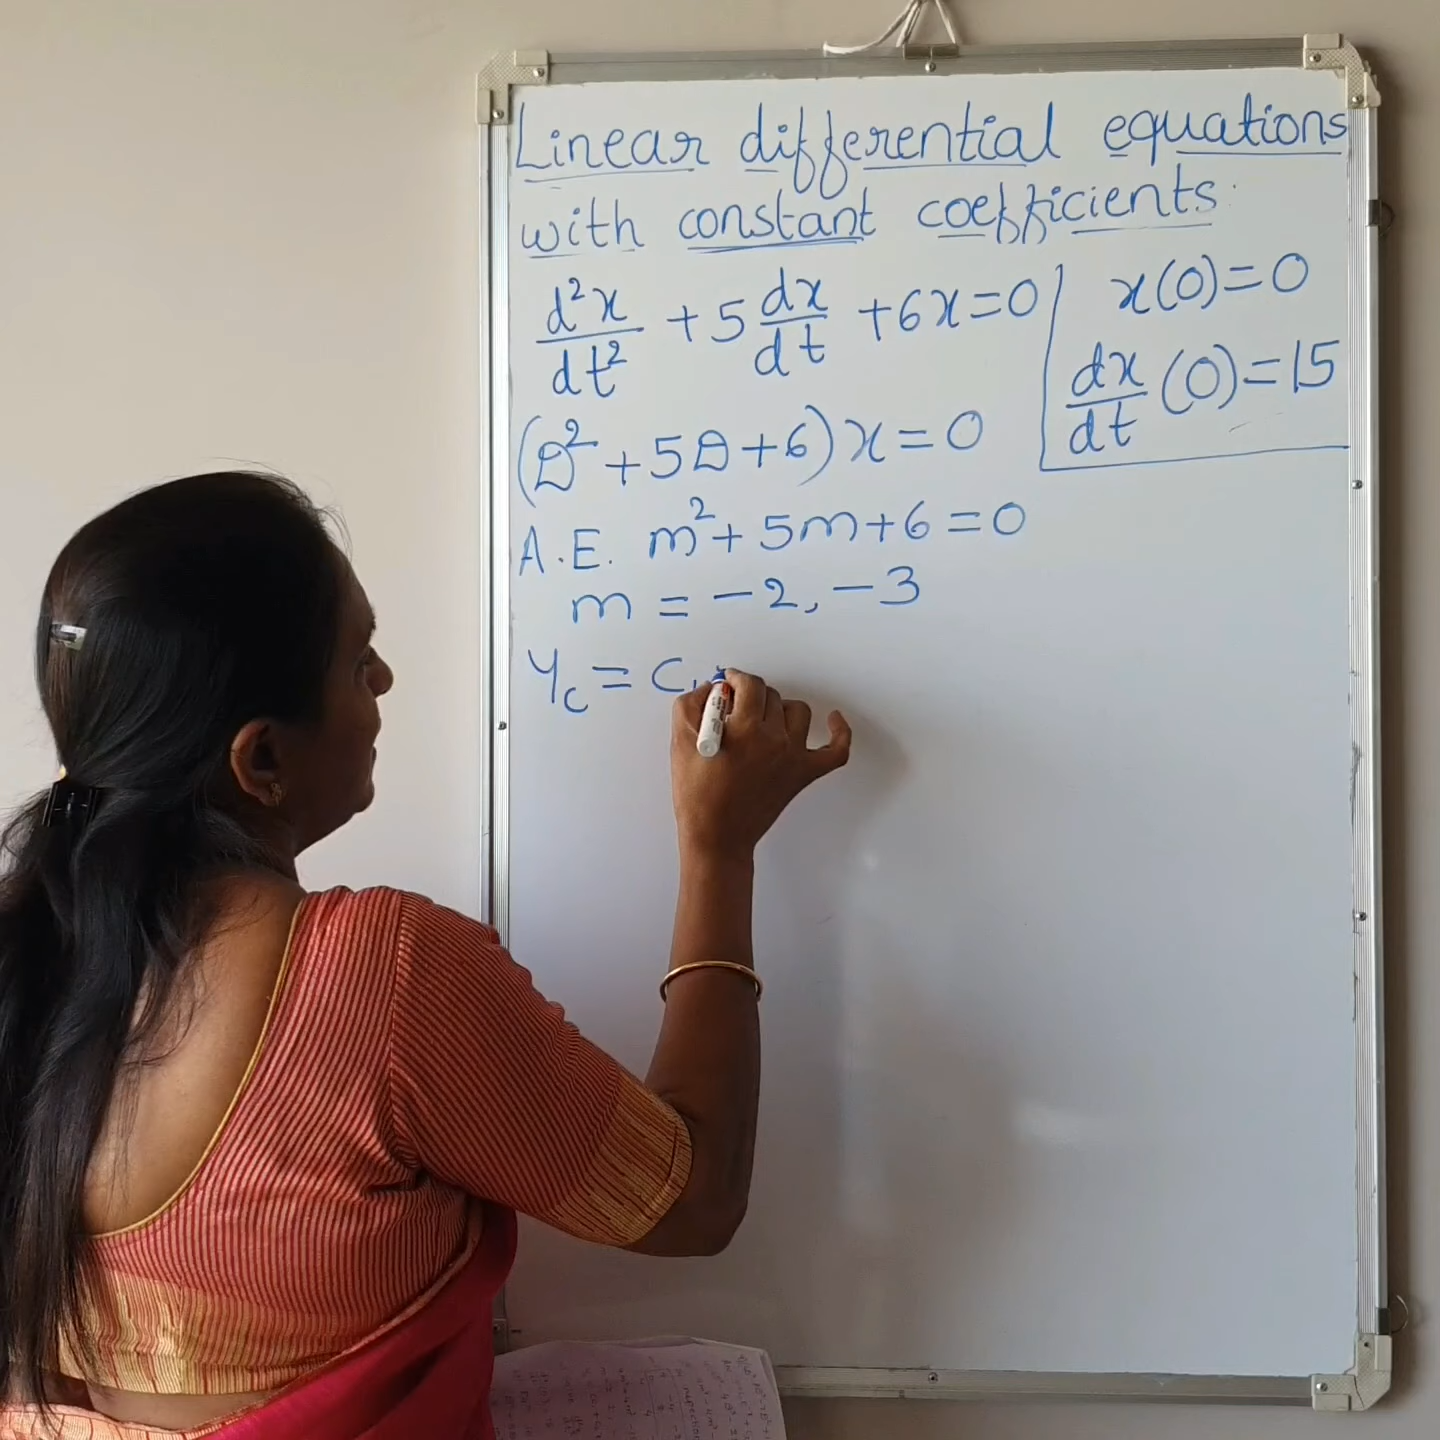 Linear differential equations
with constant coefficients
d²x/dt² + 5 dx/dt + 6x = 0
x(0) = 0
dx/dt (0) = 15
(D² + 5D + 6) x = 0
A.E. m² + 5m + 6 = 0
m = -2, -3
y_c = C₁